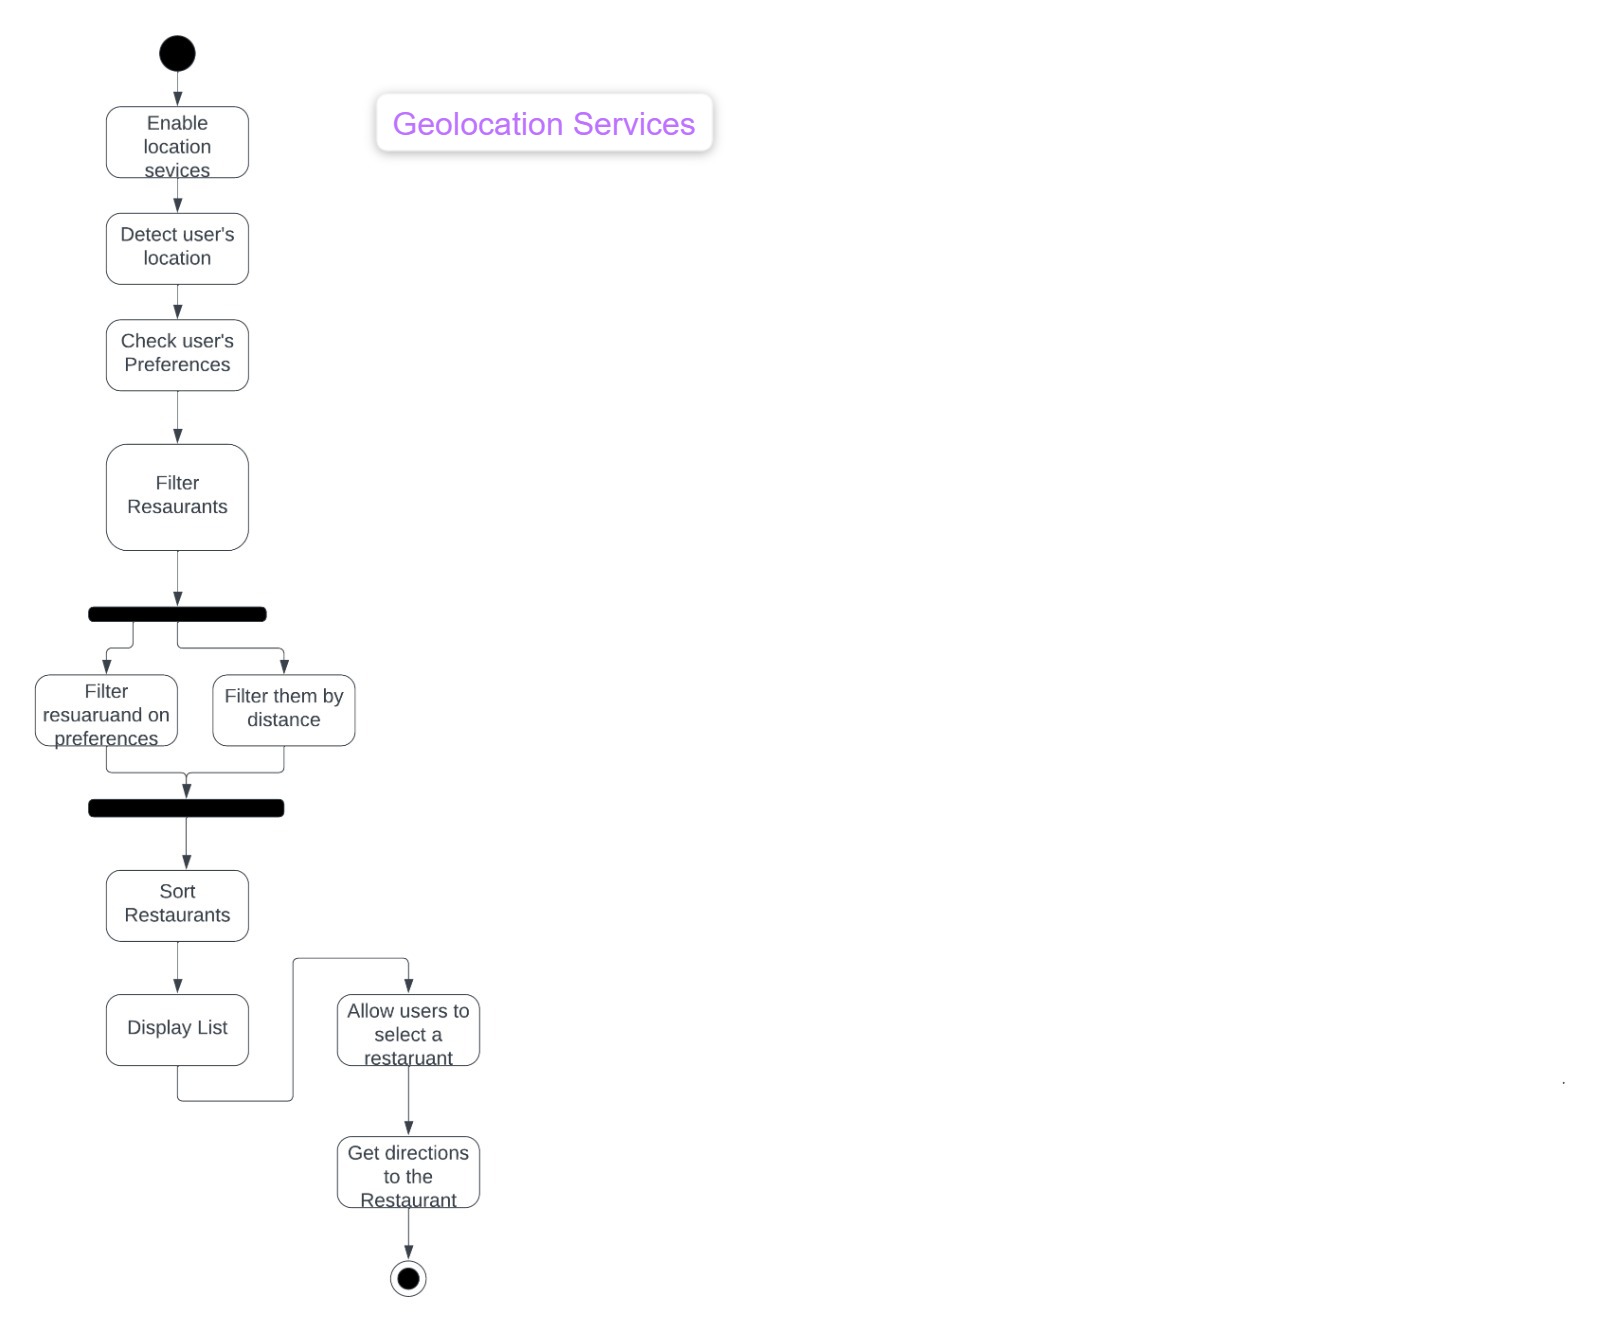 Geolocation Services
Enable
location
sevices
Detect user's
location
Check user's
Preferences
Filter
Resaurants
Filter
resuaruand on
preferences
Filter them by
distance
Sort
Restaurants
Display List
Allow users to
select a
restaruant
Get directions
to the
Restaurant
.